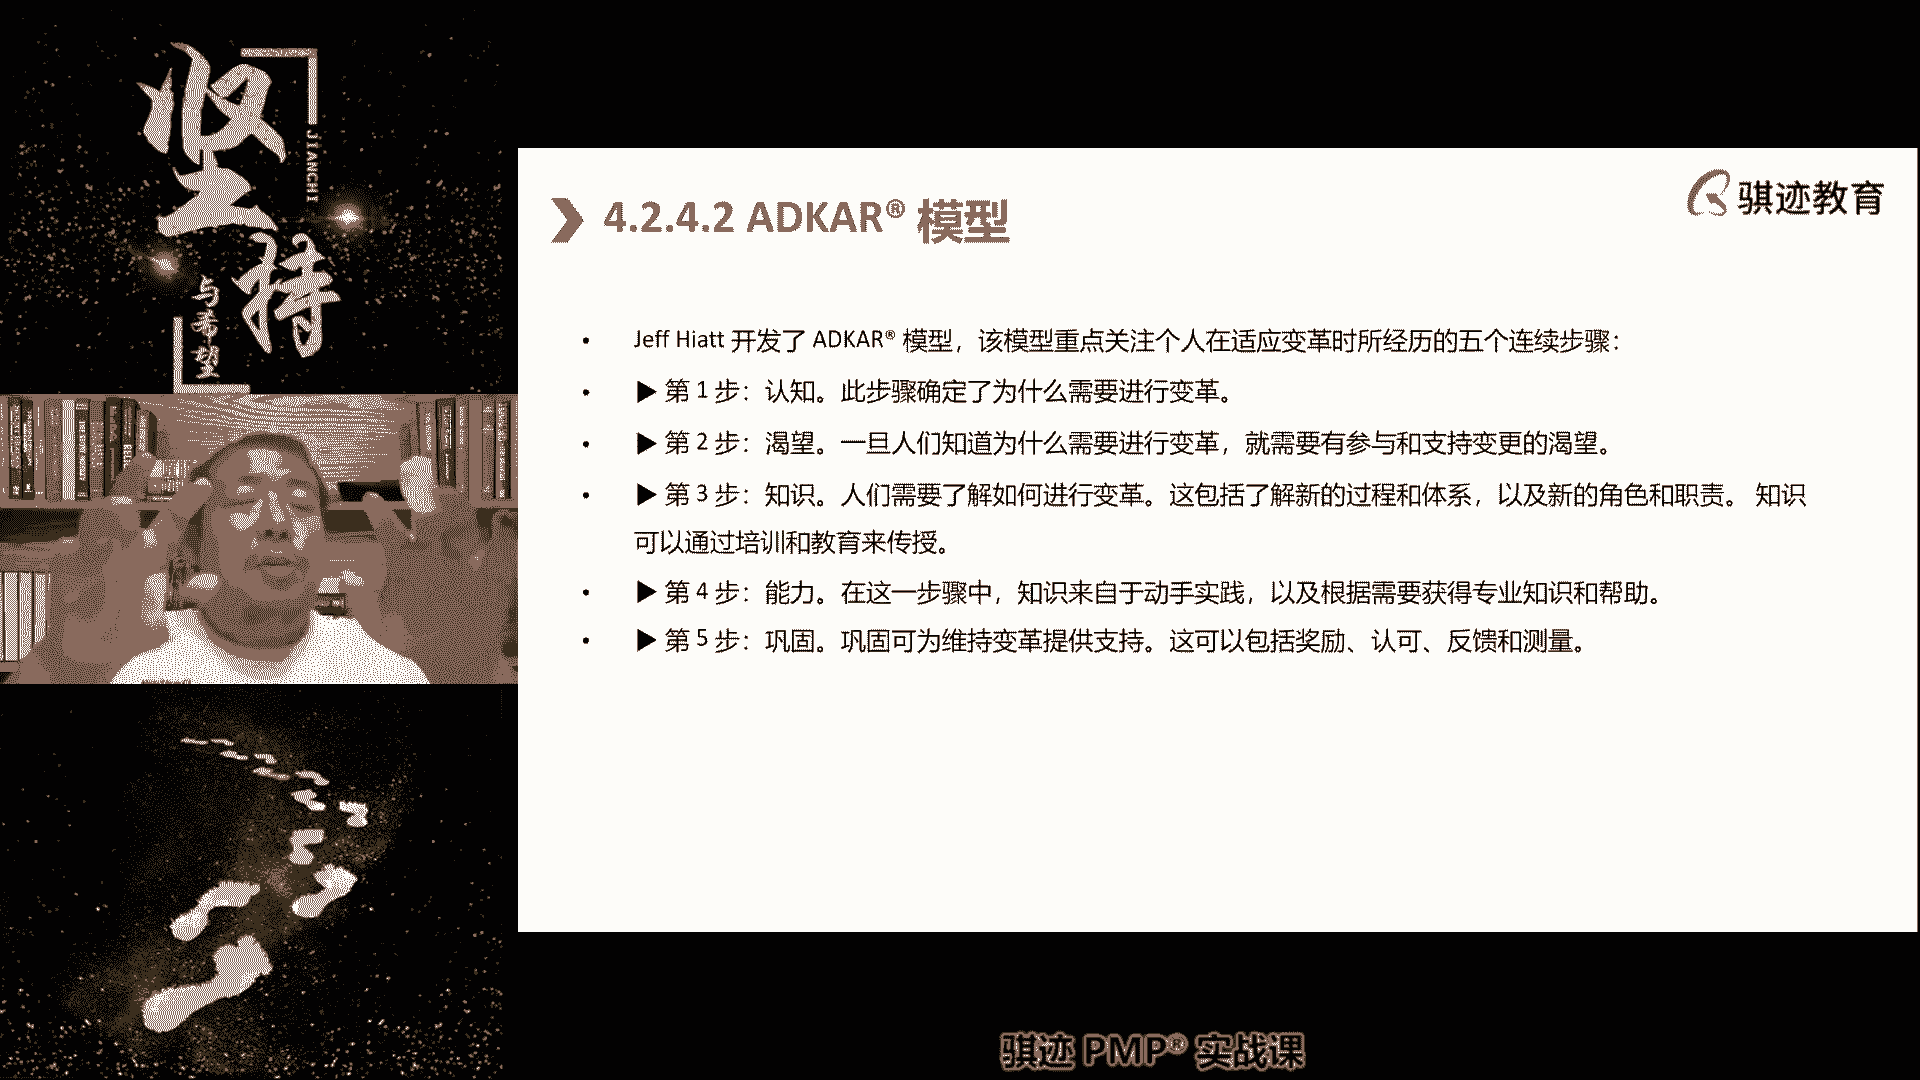 坚持
JIANCHI
与希望
骐迹教育
4.2.4.2 ADKAR® 模型
• Jeff Hiatt 开发了 ADKAR® 模型，该模型重点关注个人在适应变革时所经历的五个连续步骤：
• ▶ 第 1 步：认知。此步骤确定了为什么需要进行变革。
• ▶ 第 2 步：渴望。一旦人们知道为什么需要进行变革，就需要有参与和支持变更的渴望。
• ▶ 第 3 步：知识。人们需要了解如何进行变革。这包括了解新的过程和体系，以及新的角色和职责。 知识
可以通过培训和教育来传授。
• ▶ 第 4 步：能力。在这一步骤中，知识来自于动手实践，以及根据需要获得专业知识和帮助。
• ▶ 第 5 步：巩固。巩固可为维持变革提供支持。这可以包括奖励、认可、反馈和测量。
骐迹 PMP® 实战课